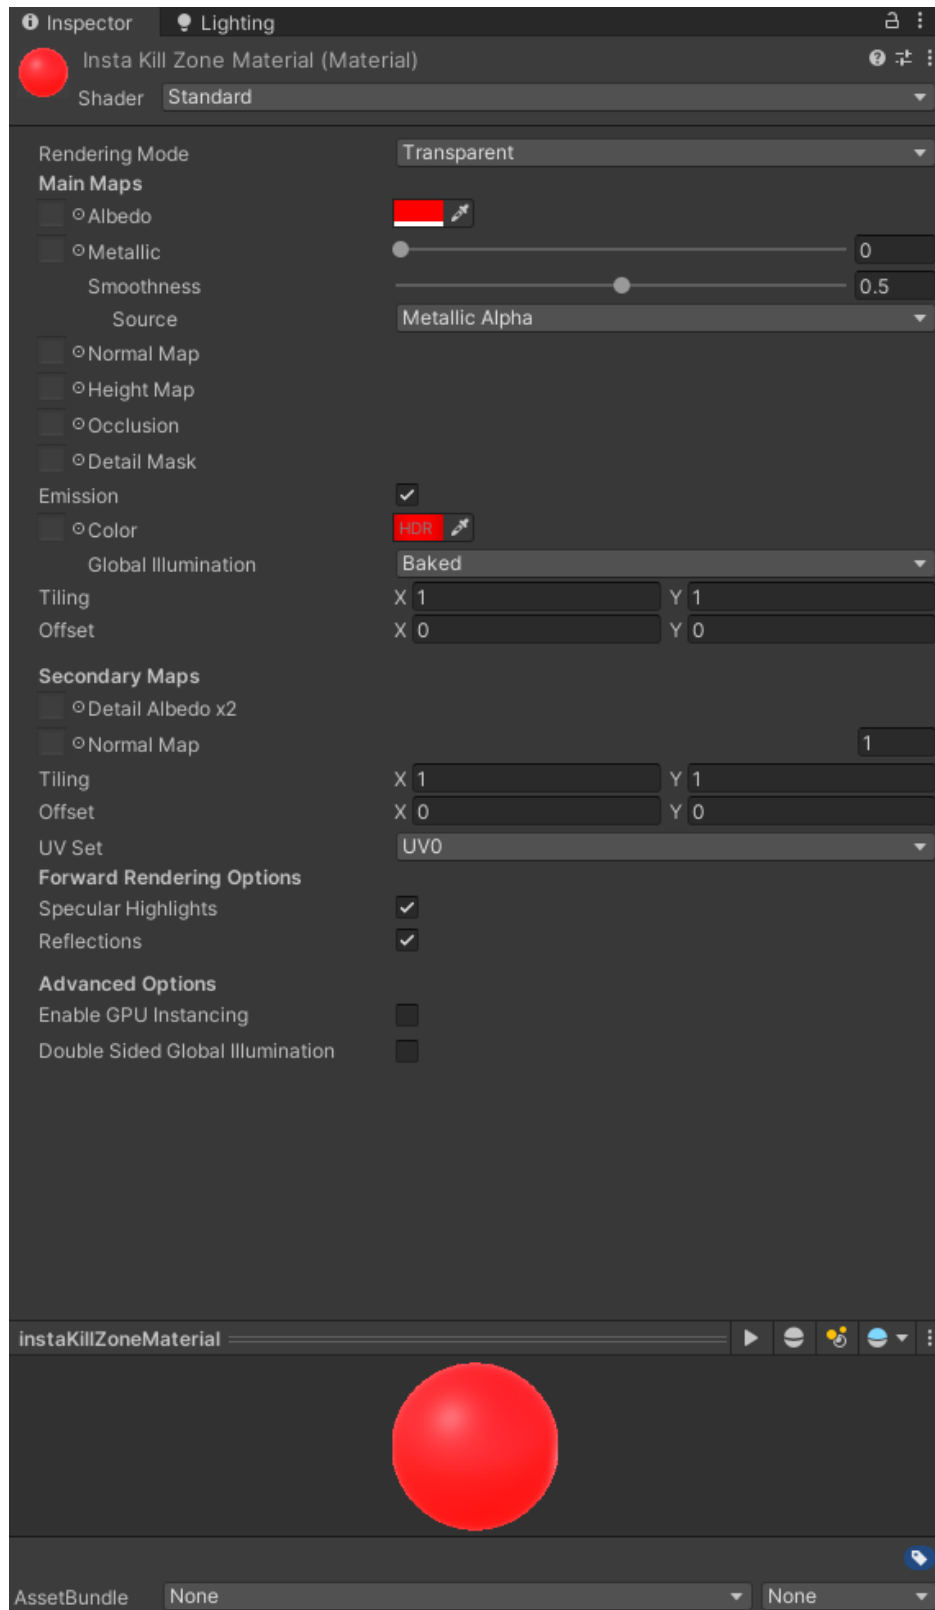 Inspector Lighting
Insta Kill Zone Material (Material)
Shader Standard
Rendering Mode Transparent
Main Maps
Albedo
Metallic 0
Smoothness 0.5
Source Metallic Alpha
Normal Map
Height Map
Occlusion
Detail Mask
Emission
Color HDR
Global Illumination Baked
Tiling X 1 Y 1
Offset X 0 Y 0
Secondary Maps
Detail Albedo x2
Normal Map 1
Tiling X 1 Y 1
Offset X 0 Y 0
UV Set UV0
Forward Rendering Options
Specular Highlights
Reflections
Advanced Options
Enable GPU Instancing
Double Sided Global Illumination
instaKillZoneMaterial
AssetBundle None None